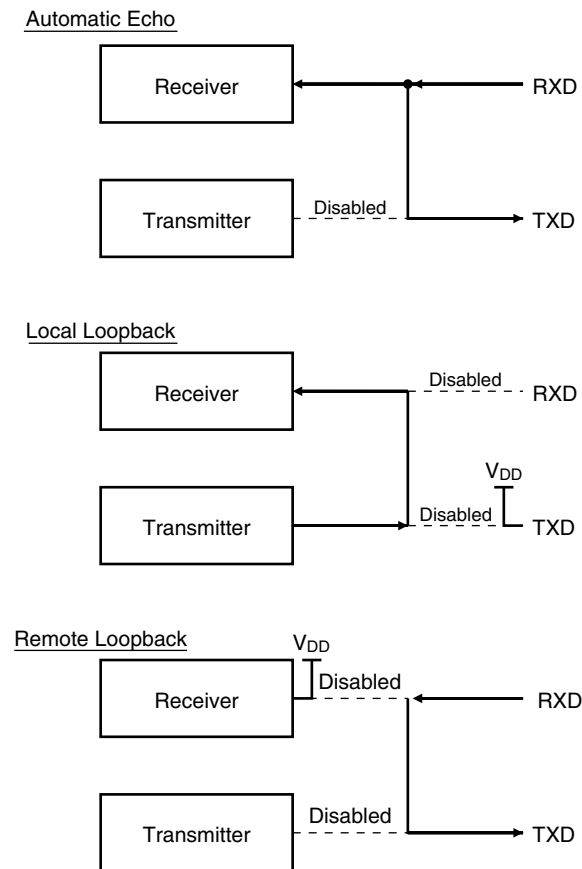 Automatic Echo
Receiver
RXD
Transmitter
Disabled
TXD
Local Loopback
Receiver
Disabled
RXD
VDD
Transmitter
Disabled
TXD
Remote Loopback
VDD
Receiver
Disabled
RXD
Transmitter
Disabled
TXD